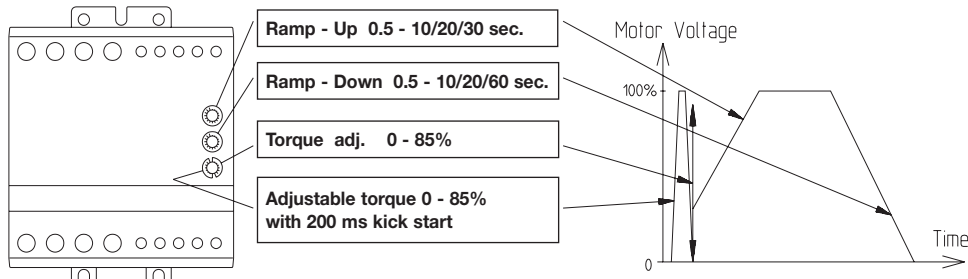 Ramp - Up 0.5 - 10/20/30 sec.
Ramp - Down 0.5 - 10/20/60 sec.
Torque adj. 0 - 85%
Adjustable torque 0 - 85%
with 200 ms kick start
Motor Voltage
100%
0
Time